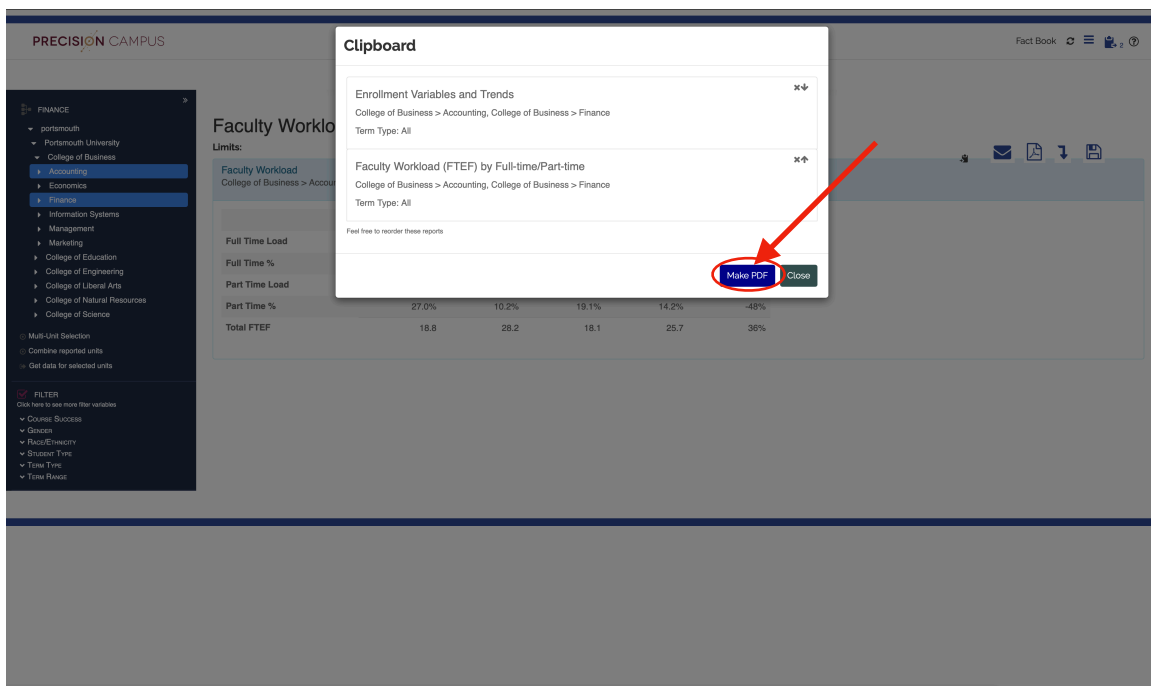 PRECISION CAMPUS
Fact Book
2
FINANCE
portsmouth
Portsmouth University
College of Business
Accounting
Economics
Finance
Information Systems
Management
Marketing
College of Education
College of Engineering
College of Liberal Arts
College of Natural Resources
College of Science
Multi-Unit Selection
Combine reported units
Get data for selected units
FILTER
Click here to see more filter variables
Course Success
Gender
Race/Ethnicity
Student Type
Term Type
Term Range
Faculty Worklo
Limits:
Faculty Workload
College of Business > Accour
Full Time Load
Full Time %
Part Time Load
Part Time % 27.0% 10.2% 19.1% 14.2% -48%
Total FTEF 18.8 28.2 18.1 25.7 36%
Clipboard
Enrollment Variables and Trends
College of Business > Accounting, College of Business > Finance
Term Type: All
Faculty Workload (FTEF) by Full-time/Part-time
College of Business > Accounting, College of Business > Finance
Term Type: All
Feel free to reorder these reports
Make PDF Close